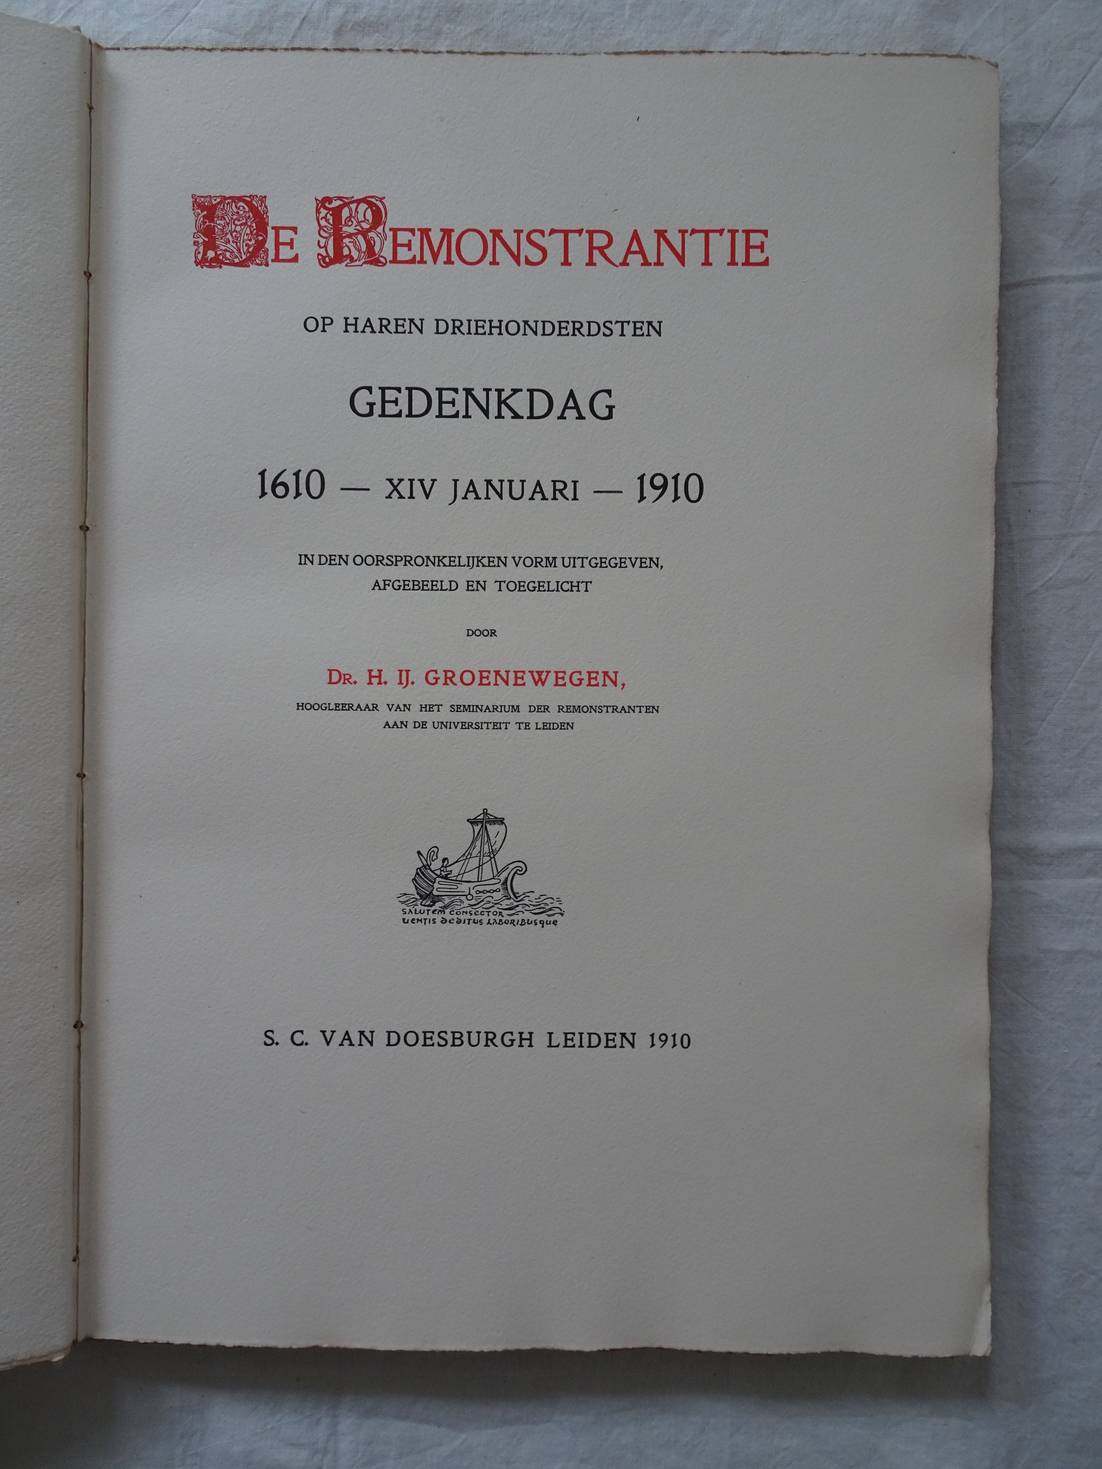 DE REMONSTRANTIE
OP HAREN DRIEHONDERDSTEN
GEDENKDAG
1610 — XIV JANUARI — 1910
IN DEN OORSPRONKELIJKEN VORM UITGEGEVEN,
AFGEBEELD EN TOEGELICHT
DOOR
DR. H. IJ. GROENEWEGEN,
HOOGLEERAAR VAN HET SEMINARIUM DER REMONSTRANTEN
AAN DE UNIVERSITEIT TE LEIDEN
SALUTEM CONSECTOR
UENTIS DEDITUS LABORIBUSQUE
S. C. VAN DOESBURGH LEIDEN 1910